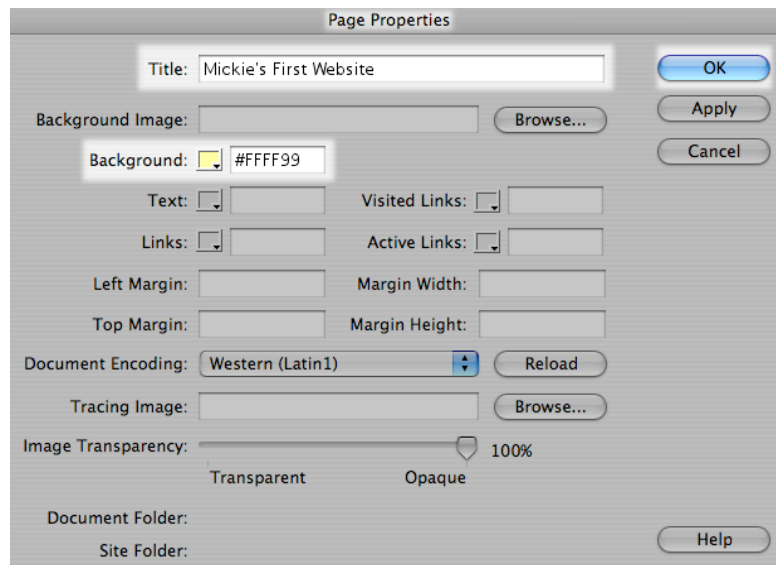 Page Properties
Title: Mickie's First Website OK
Background Image: Browse... Apply
Background: #FFFF99 Cancel
Text: Visited Links:
Links: Active Links:
Left Margin: Margin Width:
Top Margin: Margin Height:
Document Encoding: Western (Latin1) Reload
Tracing Image: Browse...
Image Transparency: 100%
Transparent Opaque
Document Folder:
Site Folder: Help